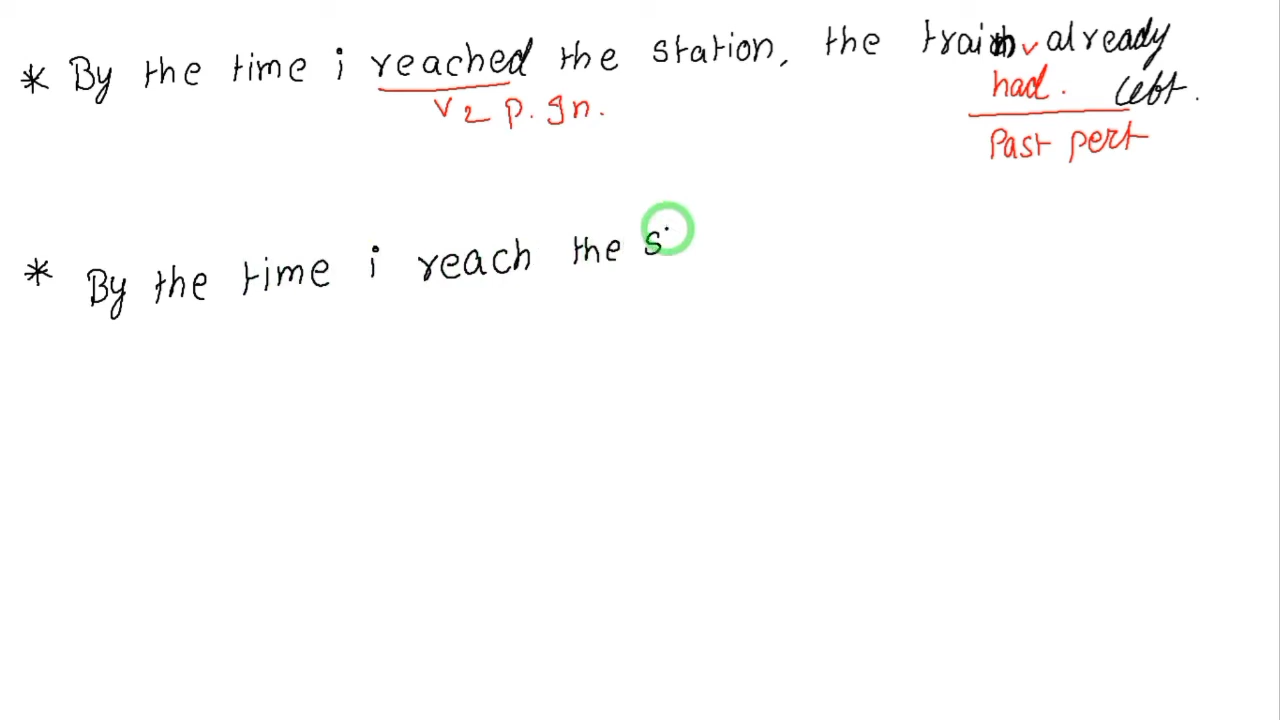 * By the time i reached the station, the train already
had. left.
v 2 p. gn.
Past perf
* By the time i reach the s